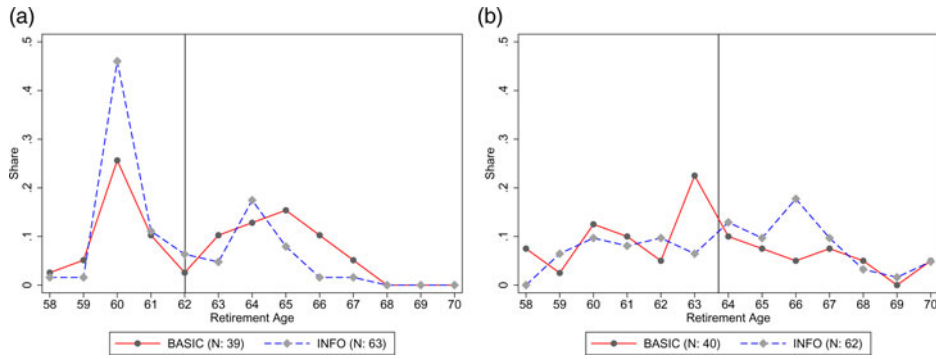 (a)
.5
.4
.3
.2
.1
0
Share
58 59 60 61 62 63 64 65 66 67 68 69 70
Retirement Age
BASIC (N: 39) INFO (N: 63)
(b)
.5
.4
.3
.2
.1
0
Share
58 59 60 61 62 63 64 65 66 67 68 69 70
Retirement Age
BASIC (N: 40) INFO (N: 62)